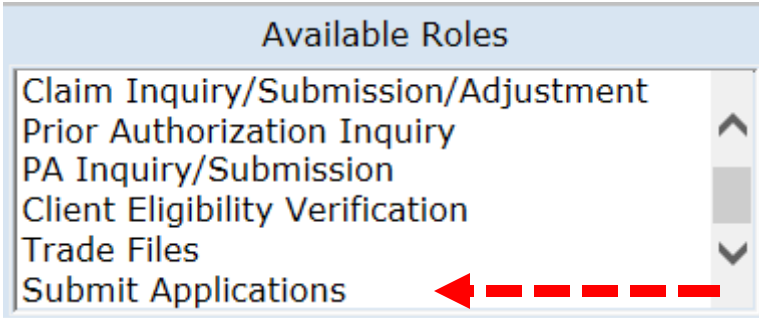 Available Roles
Claim Inquiry/Submission/Adjustment
Prior Authorization Inquiry
PA Inquiry/Submission
Client Eligibility Verification
Trade Files
Submit Applications